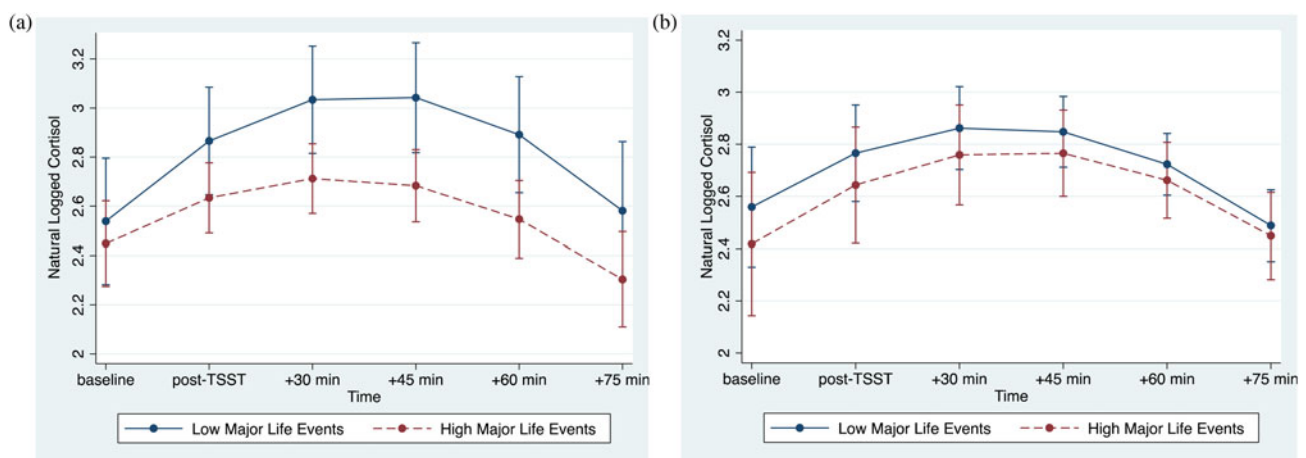 (a)
Natural Logged Cortisol
3.2
3
2.8
2.6
2.4
2.2
2
baseline post-TSST +30 min +45 min +60 min +75 min
Time
Low Major Life Events High Major Life Events
(b)
Natural Logged Cortisol
3.2
3
2.8
2.6
2.4
2.2
2
baseline post-TSST +30 min +45 min +60 min +75 min
Time
Low Major Life Events High Major Life Events